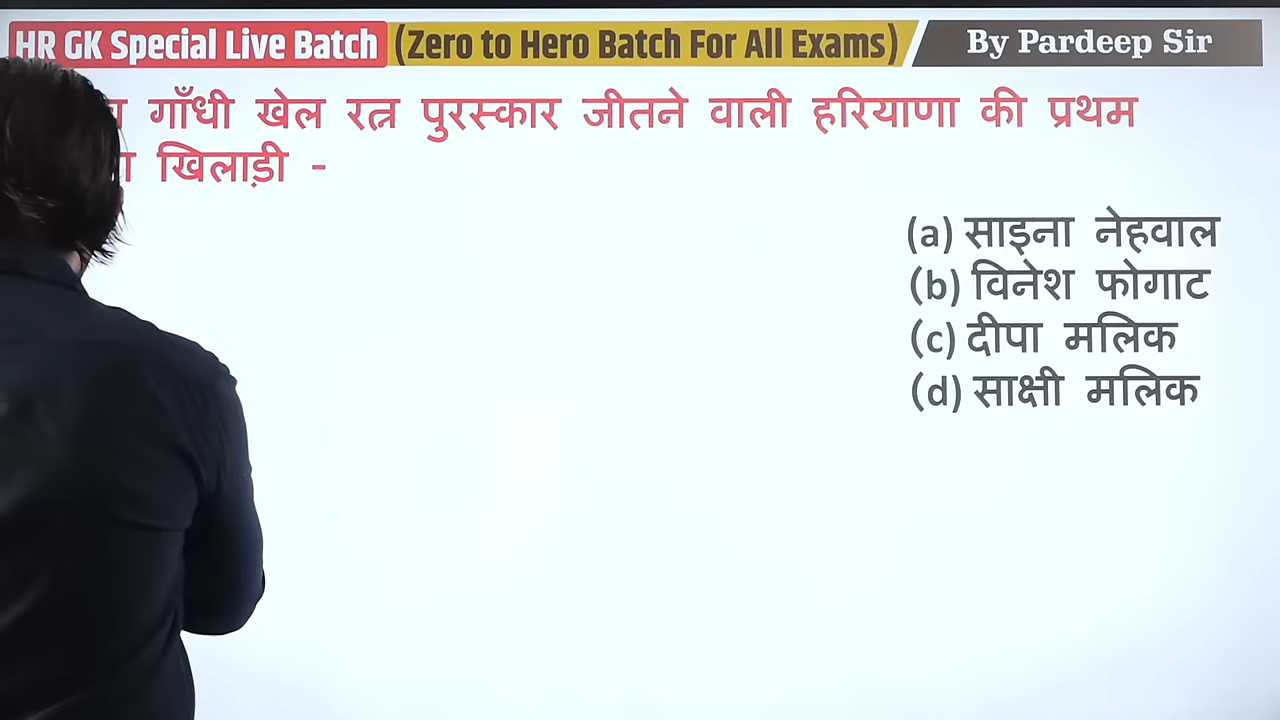 HR GK Special Live Batch (Zero to Hero Batch For All Exams) By Pardeep Sir
गाँधी खेल रत्न पुरस्कार जीतने वाली हरियाणा की प्रथम
खिलाड़ी -
(a) साइना नेहवाल
(b) विनेश फोगाट
(c) दीपा मलिक
(d) साक्षी मलिक